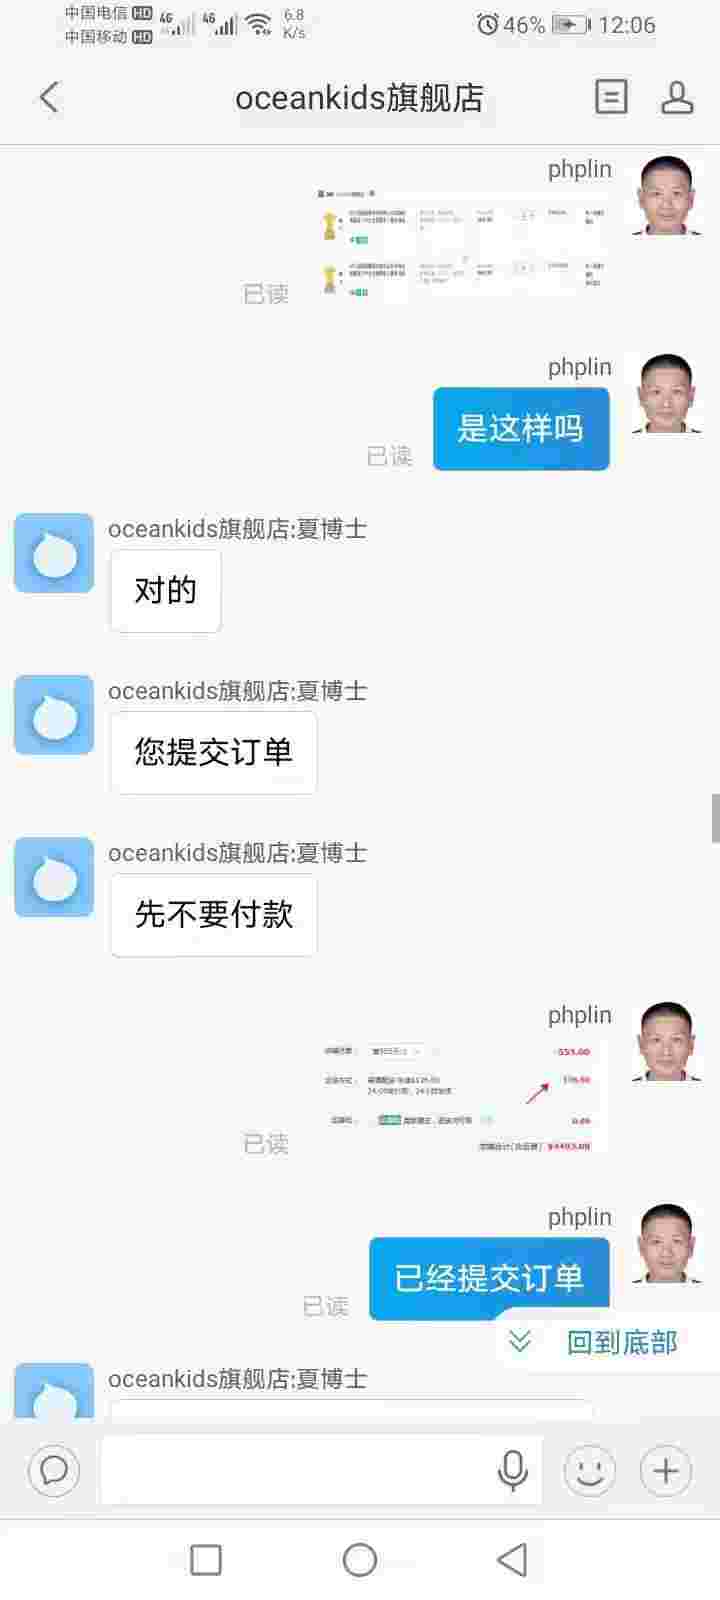 中国电信 HD 4G 4G 6.8 K/s 46% 12:06
中国移动 HD
oceankids旗舰店
phplin
已读
phplin
是这样吗
已读
oceankids旗舰店:夏博士
对的
oceankids旗舰店:夏博士
您提交订单
oceankids旗舰店:夏博士
先不要付款
phplin
已读
phplin
已经提交订单
已读
回到底部
oceankids旗舰店:夏博士